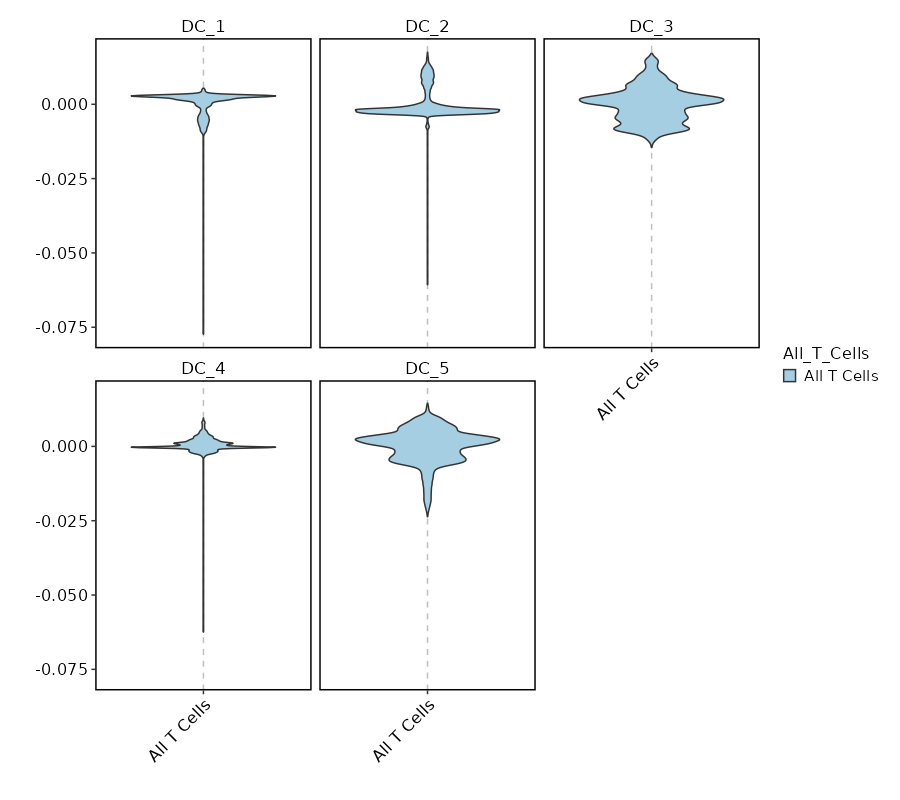 DC_1 DC_2 DC_3
0.000
-0.025
-0.050
-0.075
All_T_Cells
All T Cells
All T Cells
DC_4 DC_5
0.000
-0.025
-0.050
-0.075
All T Cells All T Cells